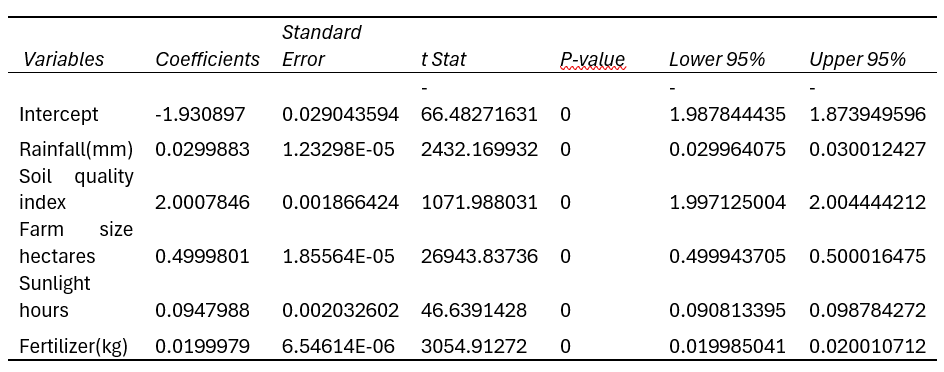 Standard
Variables Coefficients Error t Stat P-value Lower 95% Upper 95%
- - -
Intercept -1.930897 0.029043594 66.48271631 0 1.987844435 1.873949596
Rainfall(mm) 0.0299883 1.23298E-05 2432.169932 0 0.029964075 0.030012427
Soil quality
index 2.0007846 0.001866424 1071.988031 0 1.997125004 2.004444212
Farm size
hectares 0.4999801 1.85564E-05 26943.83736 0 0.499943705 0.500016475
Sunlight
hours 0.0947988 0.002032602 46.6391428 0 0.090813395 0.098784272
Fertilizer(kg) 0.0199979 6.54614E-06 3054.91272 0 0.019985041 0.020010712